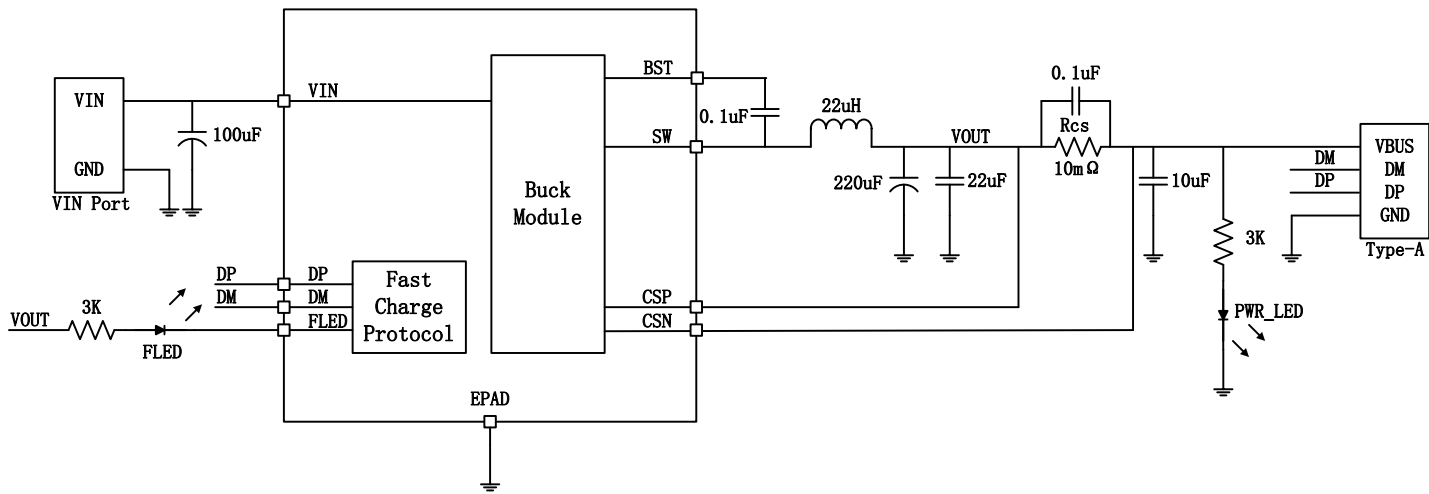 VIN
GND
VIN Port
100uF
VIN
Buck
Module
BST
SW
CSP
CSN
DP
DM
DP
DM
FLED
Fast
Charge
Protocol
VOUT
3K
FLED
EPAD
0.1uF
22uH
VOUT
220uF
22uF
0.1uF
Rcs
10mΩ
10uF
3K
PWR_LED
DM
DP
VBUS
DM
DP
GND
Type-A